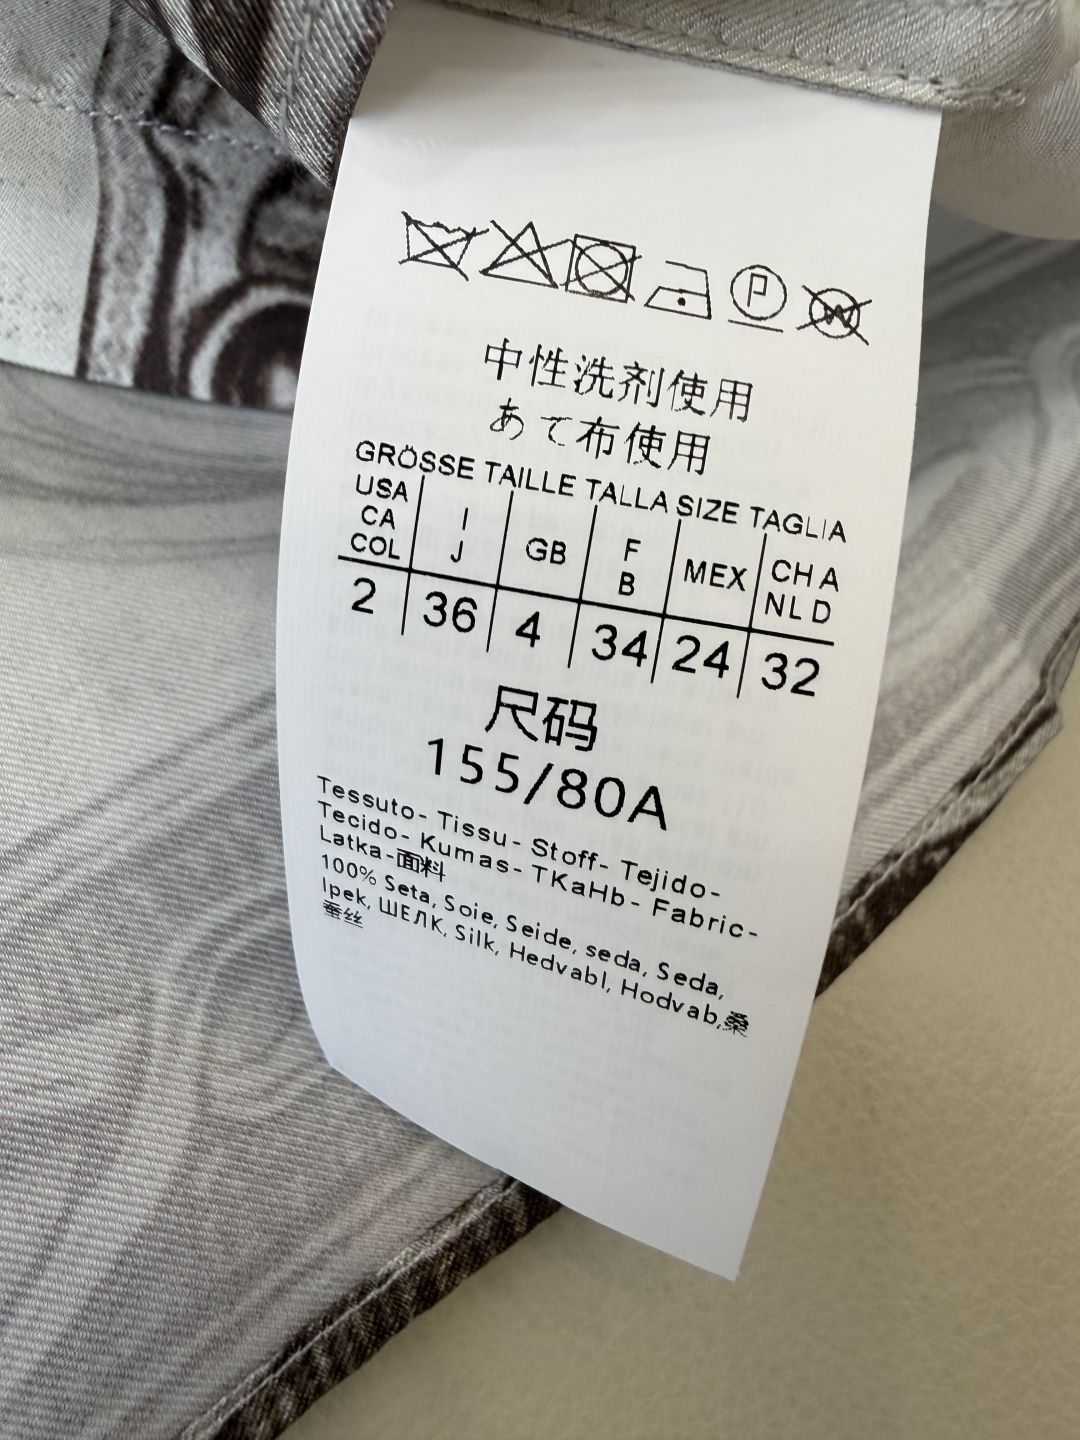 P
W
中性洗剂使用
あて布使用
GRÖSSE TAILLE TALLA SIZE TAGLIA
USA CA COL | I J | GB | F B | MEX | CH A NL D
2 | 36 | 4 | 34 | 24 | 32
尺码
155/80A
Tessuto- Tissu- Stoff- Tejido-
Tecido- Kumas- TKaHb- Fabric-
Latka-面料
100% Seta, Soie, Seide, seda, Seda,
Ipek, ШЕЛК, Silk, Hedvabl, Hodvab,桑
蚕丝